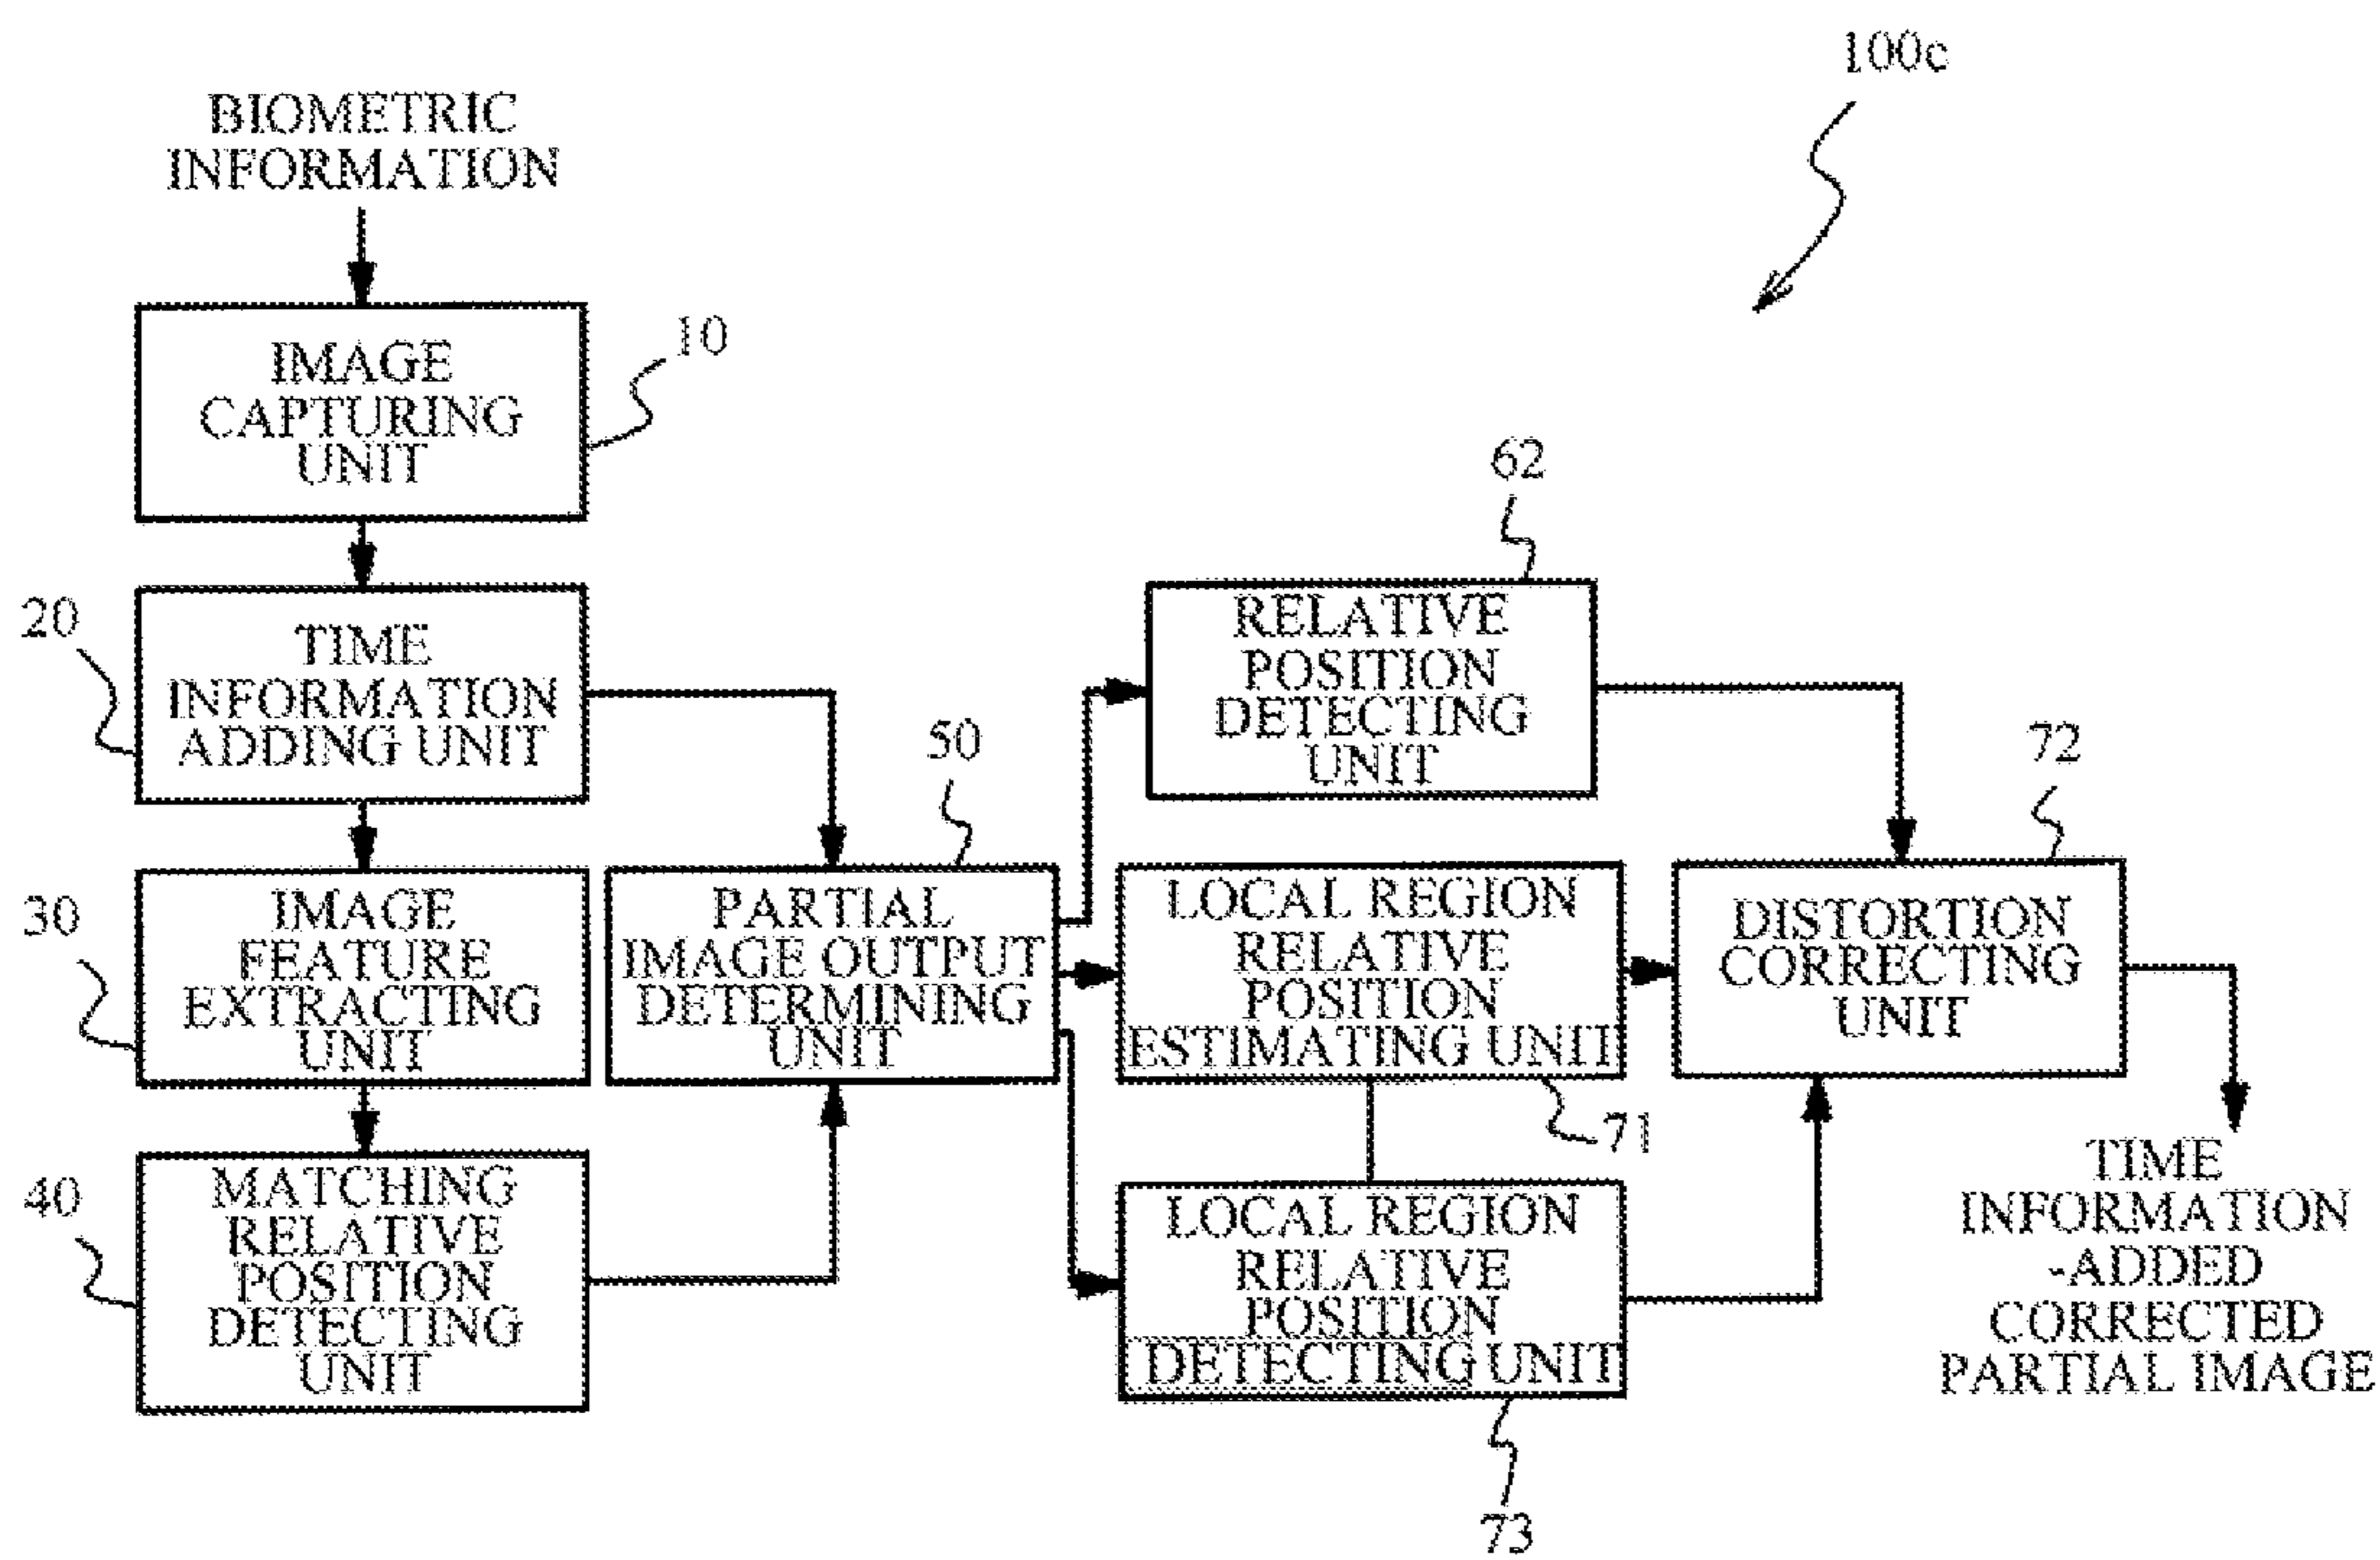 100c
BIOMETRIC
INFORMATION
IMAGE
CAPTURING
UNIT
10
TIME
INFORMATION
ADDING UNIT
20
IMAGE
FEATURE
EXTRACTING
UNIT
30
MATCHING
RELATIVE
POSITION
DETECTING
UNIT
40
PARTIAL
IMAGE OUTPUT
DETERMINING
UNIT
50
RELATIVE
POSITION
DETECTING
UNIT
62
LOCAL REGION
RELATIVE
POSITION
ESTIMATING UNIT
71
LOCAL REGION
RELATIVE
POSITION
DETECTING UNIT
73
DISTORTION
CORRECTING
UNIT
72
TIME
INFORMATION
-ADDED
CORRECTED
PARTIAL IMAGE